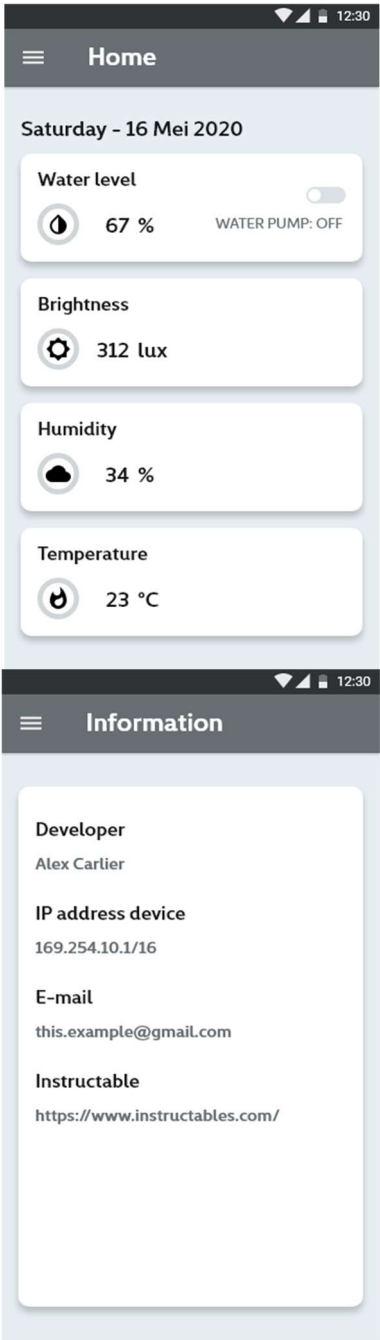 12:30
Home
Saturday - 16 Mei 2020
Water level
67 %
WATER PUMP: OFF
Brightness
312 lux
Humidity
34 %
Temperature
23 °C
12:30
Information
Developer
Alex Carlier
IP address device
169.254.10.1/16
E-mail
this.example@gmail.com
Instructable
https://www.instructables.com/